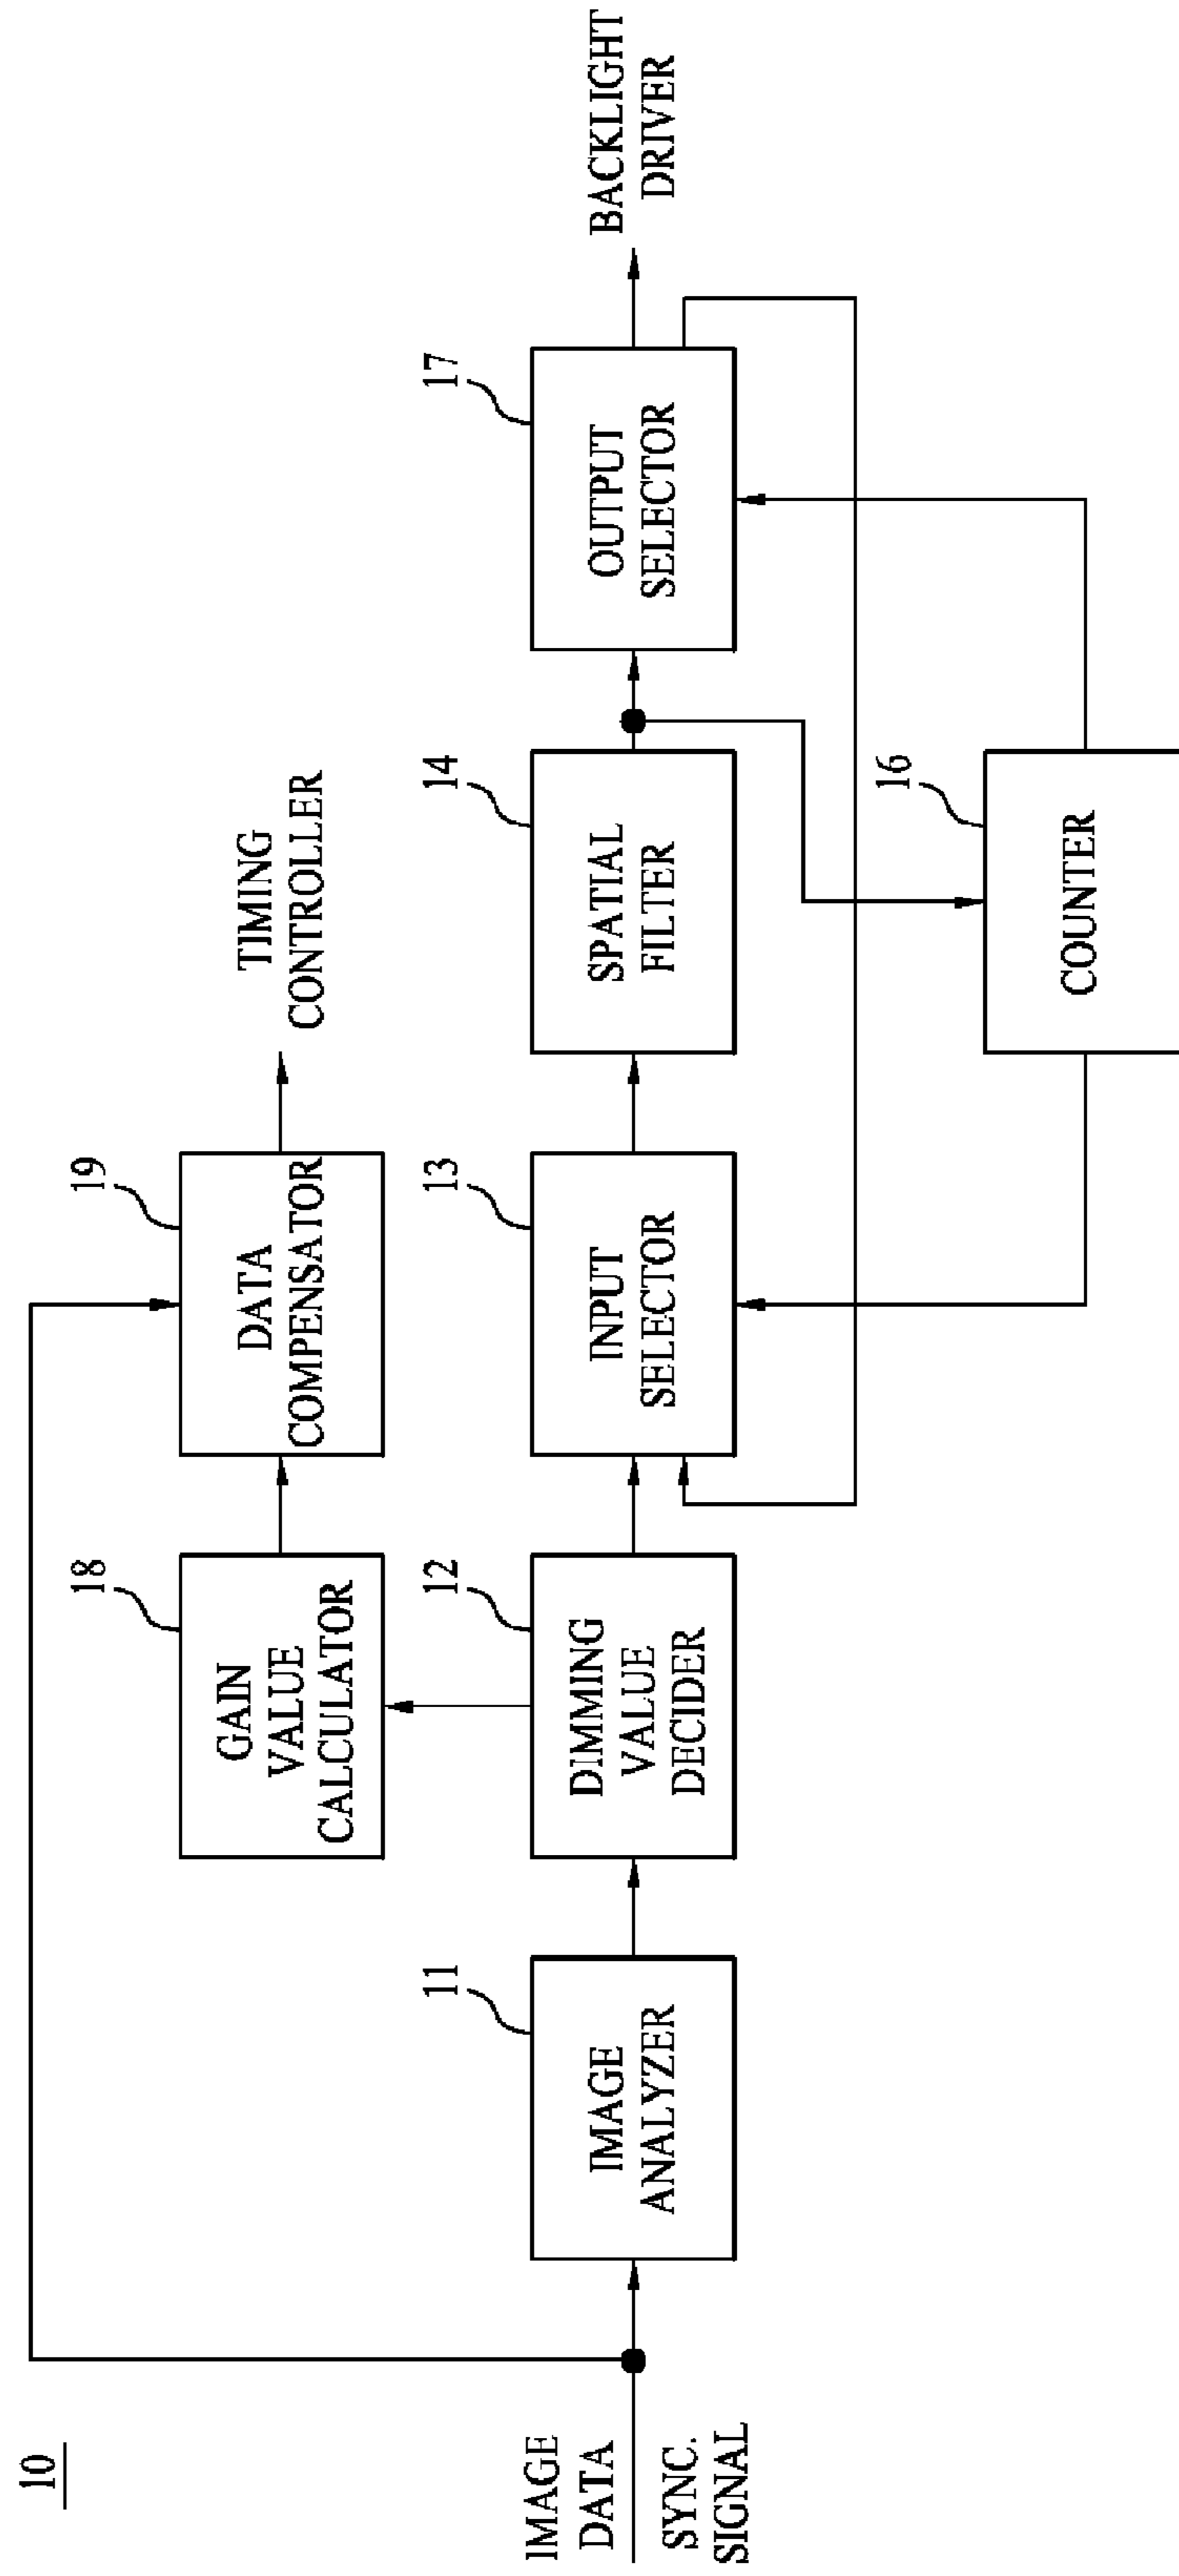 10
IMAGE
DATA
SYNC.
SIGNAL
11
IMAGE
ANALYZER
12
DIMMING
VALUE
DECIDER
18
GAIN
VALUE
CALCULATOR
19
DATA
COMPENSATOR
TIMING
CONTROLLER
13
INPUT
SELECTOR
14
SPATIAL
FILTER
16
COUNTER
17
OUTPUT
SELECTOR
BACKLIGHT
DRIVER